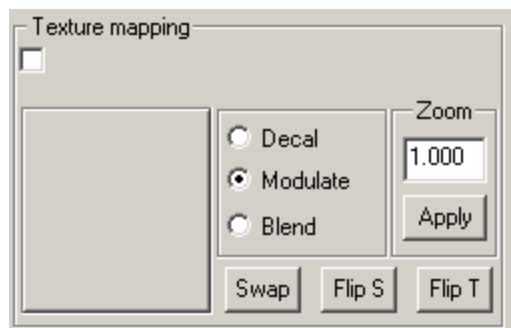 Texture mapping
Zoom
Decal
1.000
Modulate
Blend
Apply
Swap
Flip S
Flip T